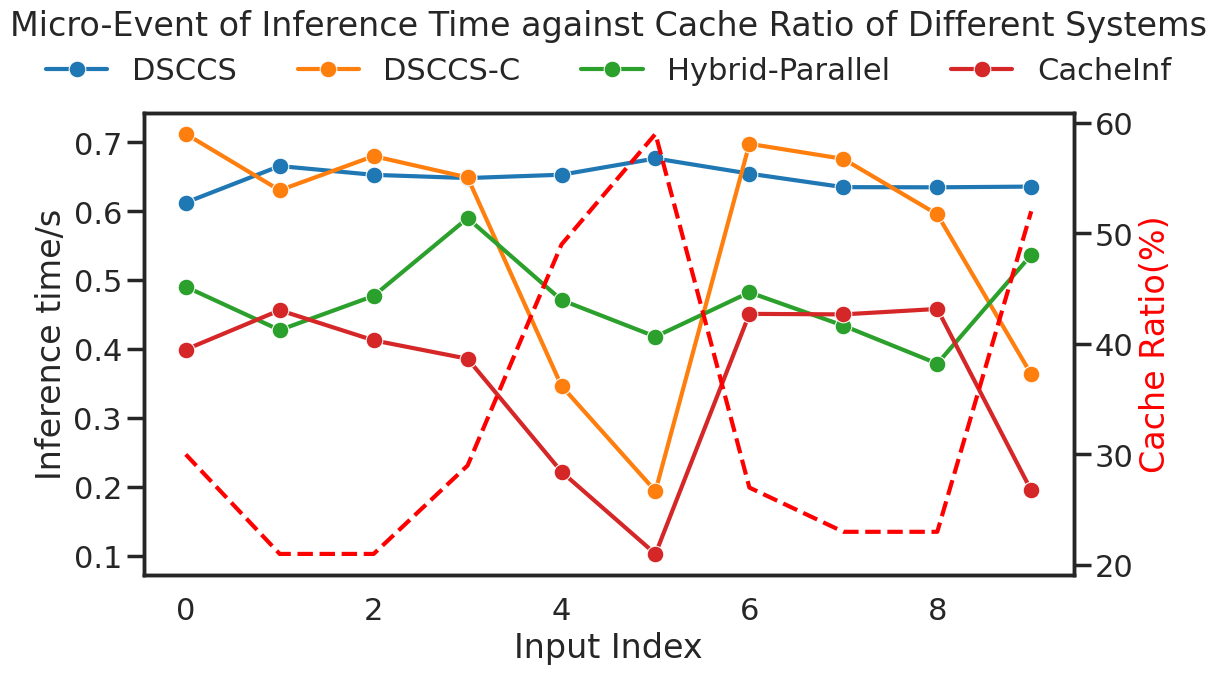 Micro-Event of Inference Time against Cache Ratio of Different Systems
DSCCS DSCCS-C Hybrid-Parallel CacheInf
Inference time/s
0.7
0.6
0.5
0.4
0.3
0.2
0.1
60
50
40
30
20
Cache Ratio(%)
0 2 4 6 8
Input Index